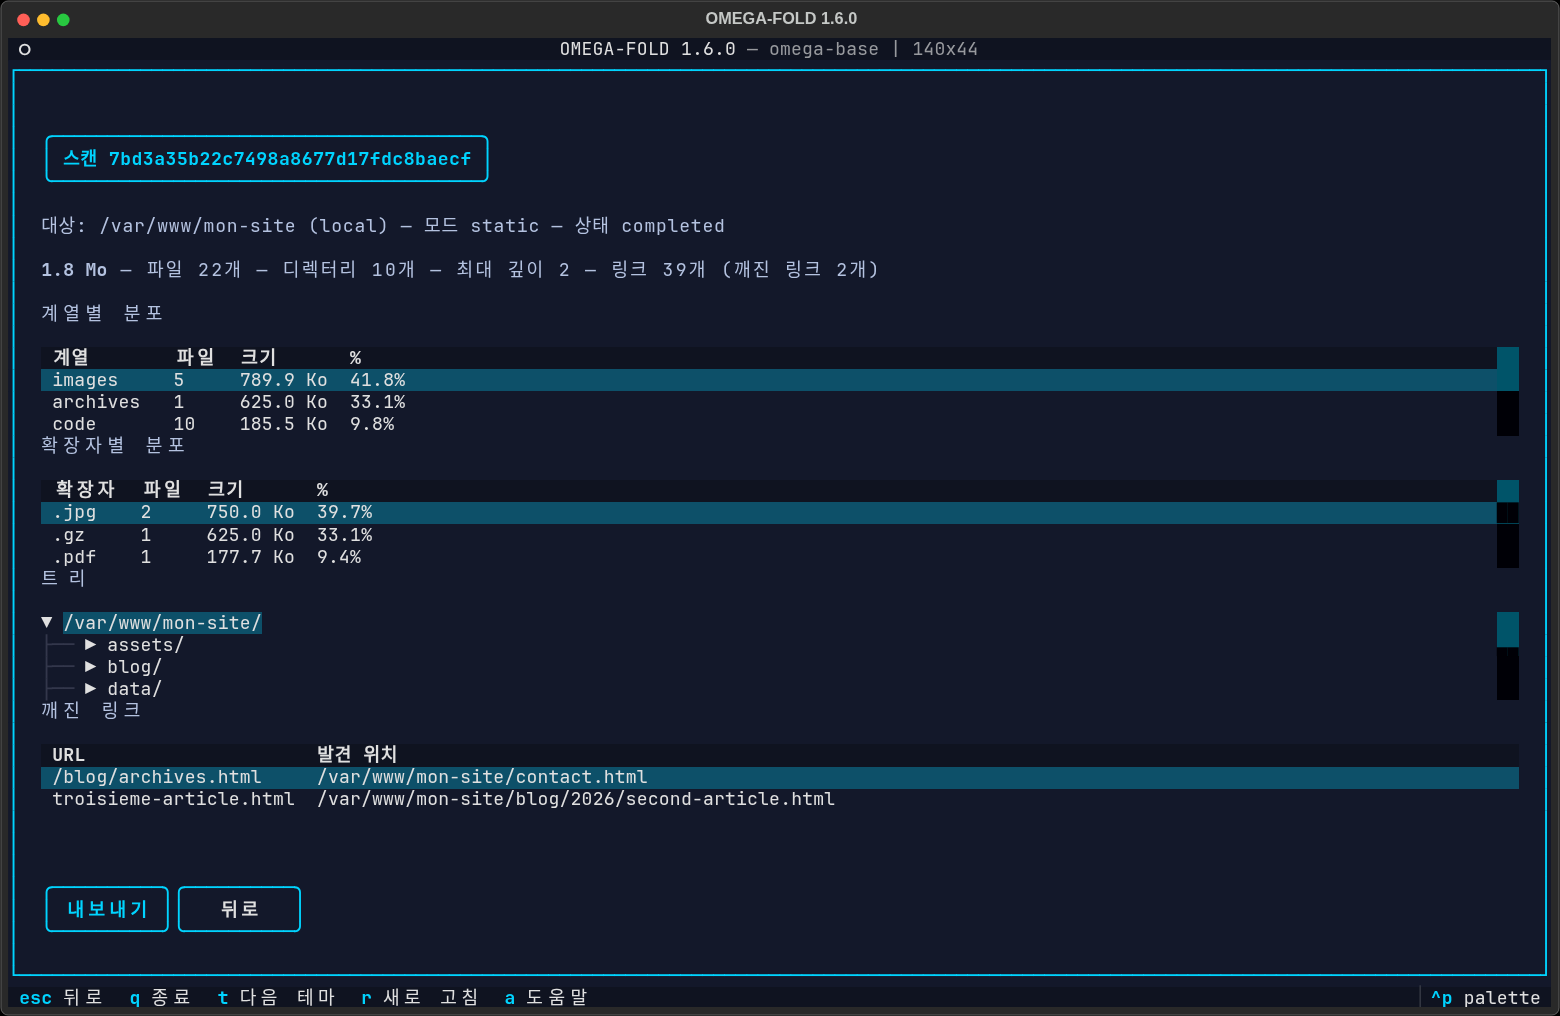 OMEGA-FOLD 1.6.0
OMEGA-FOLD 1.6.0 — omega-base | 140x44
스캔 7bd3a35b22c7498a8677d17fdc8baecf
대상: /var/www/mon-site (local) — 모드 static — 상태 completed
1.8 Mo — 파일 22개 — 디렉터리 10개 — 최대 깊이 2 — 링크 39개 (깨진 링크 2개)
계열별 분포
계열 파일 크기 %
images 5 789.9 Ko 41.8%
archives 1 625.0 Ko 33.1%
code 10 185.5 Ko 9.8%
확장자별 분포
확장자 파일 크기 %
.jpg 2 750.0 Ko 39.7%
.gz 1 625.0 Ko 33.1%
.pdf 1 177.7 Ko 9.4%
트리
▼ /var/www/mon-site/
▶ assets/
▶ blog/
▶ data/
깨진 링크
URL 발견 위치
/blog/archives.html /var/www/mon-site/contact.html
troisieme-article.html /var/www/mon-site/blog/2026/second-article.html
내보내기 뒤로
esc 뒤로 q 종료 t 다음 테마 r 새로 고침 a 도움말 ^p palette